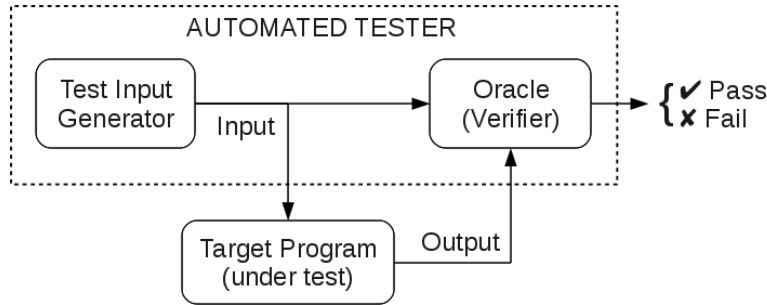 AUTOMATED TESTER
Test Input
Generator
Input
Oracle
(Verifier)
{ ✔ Pass
✘ Fail
Target Program
(under test)
Output